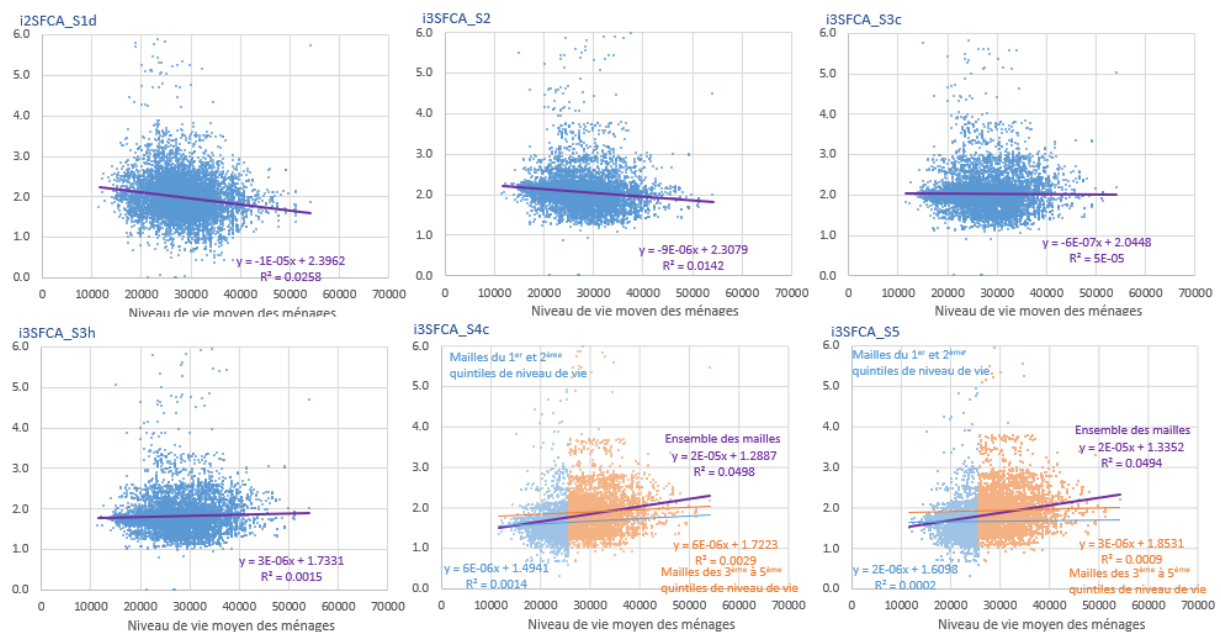 i2SFCA_S1d
6.0
5.0
4.0
3.0
2.0
1.0
0.0
y = -1E-05x + 2.3962
R² = 0.0258
0 10000 20000 30000 40000 50000 60000 70000
Niveau de vie moyen des ménages
i3SFCA_S2
6.0
5.0
4.0
3.0
2.0
1.0
0.0
y = -9E-06x + 2.3079
R² = 0.0142
0 10000 20000 30000 40000 50000 60000 70000
Niveau de vie moyen des ménages
i3SFCA_S3c
6.0
5.0
4.0
3.0
2.0
1.0
0.0
y = -6E-07x + 2.0448
R² = 5E-05
0 10000 20000 30000 40000 50000 60000 70000
Niveau de vie moyen des ménages
i3SFCA_S3h
6.0
5.0
4.0
3.0
2.0
1.0
0.0
y = 3E-06x + 1.7331
R² = 0.0015
0 10000 20000 30000 40000 50000 60000 70000
Niveau de vie moyen des ménages
i3SFCA_S4c
6.0
5.0
4.0
3.0
2.0
1.0
0.0
Mailles du 1er et 2ème
quintiles de niveau de vie
Ensemble des mailles
y = 2E-05x + 1.2887
R² = 0.0498
y = 6E-06x + 1.7223
R² = 0.0029
y = 6E-06x + 1.4941
R² = 0.0014
Mailles des 3ème à 5ème
quintiles de niveau de vie
0 10000 20000 30000 40000 50000 60000 70000
Niveau de vie moyen des ménages
i3SFCA_S5
6.0
5.0
4.0
3.0
2.0
1.0
0.0
Mailles du 1er et 2ème
quintiles de niveau de vie
Ensemble des mailles
y = 2E-05x + 1.3352
R² = 0.0494
y = 3E-06x + 1.8531
R² = 0.0009
y = 2E-06x + 1.6098
R² = 0.0002
Mailles des 3ème à 5ème
quintiles de niveau de vie
0 10000 20000 30000 40000 50000 60000 70000
Niveau de vie moyen des ménages